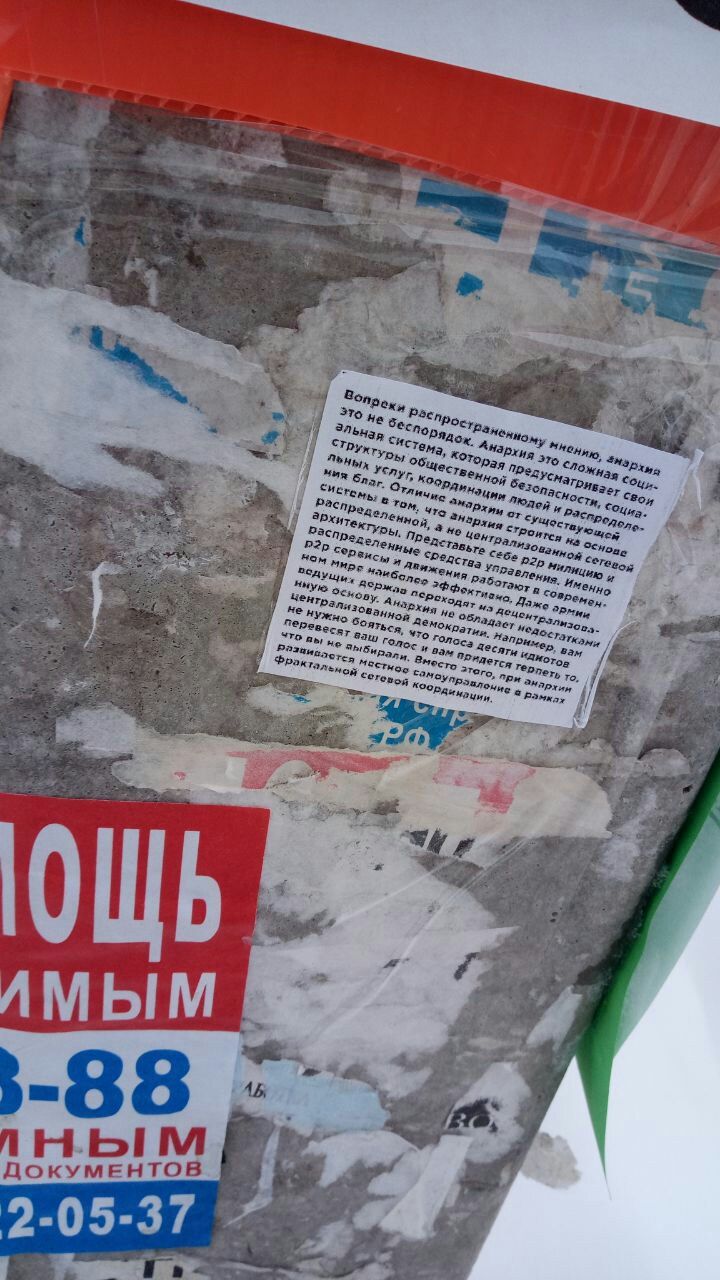 5
Вопреки распространенному мнению, анархия
это не беспорядок. Анархия это сложная соци-
альная система, которая предусматривает свои
структуры общественной безопасности, социа-
льных услуг, координации людей и распределе-
ния благ. Отличие анархии от существующей
системы в том, что анархия строится на основе
распределенной, а не централизованной сетевой
архитектуры. Представьте себе p2p милицию и
распределенные средства управления. Именно
p2p сервисы и движения работают в современ-
ном мире наиболее эффективно. Даже армии
ведущих держав переходят на децентрализова-
нную основу. Анархия не обладает недостатками
централизованной демократии. Например, вам
не нужно бояться, что голоса десяти идиотов
перевесят ваш голос и вам придется терпеть то,
что вы не выбирали. Вместо этого, при анархии
развивается местное самоуправление в рамках
фрактальной сетевой координации.
РФ
МОЩЬ
ИМЫМ
8-88
МНЫМ
ДОКУМЕНТОВ
22-05-37